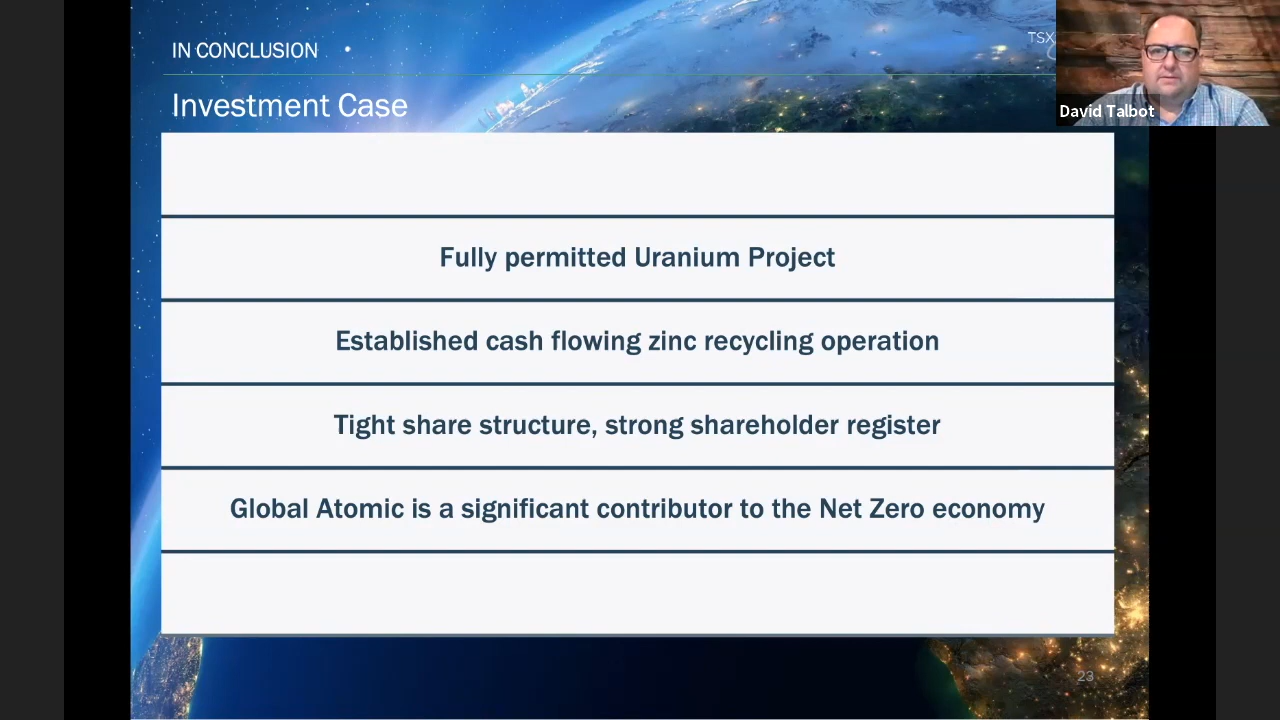 IN CONCLUSION •
TSX
David Talbot
Investment Case
Fully permitted Uranium Project
Established cash flowing zinc recycling operation
Tight share structure, strong shareholder register
Global Atomic is a significant contributor to the Net Zero economy
23